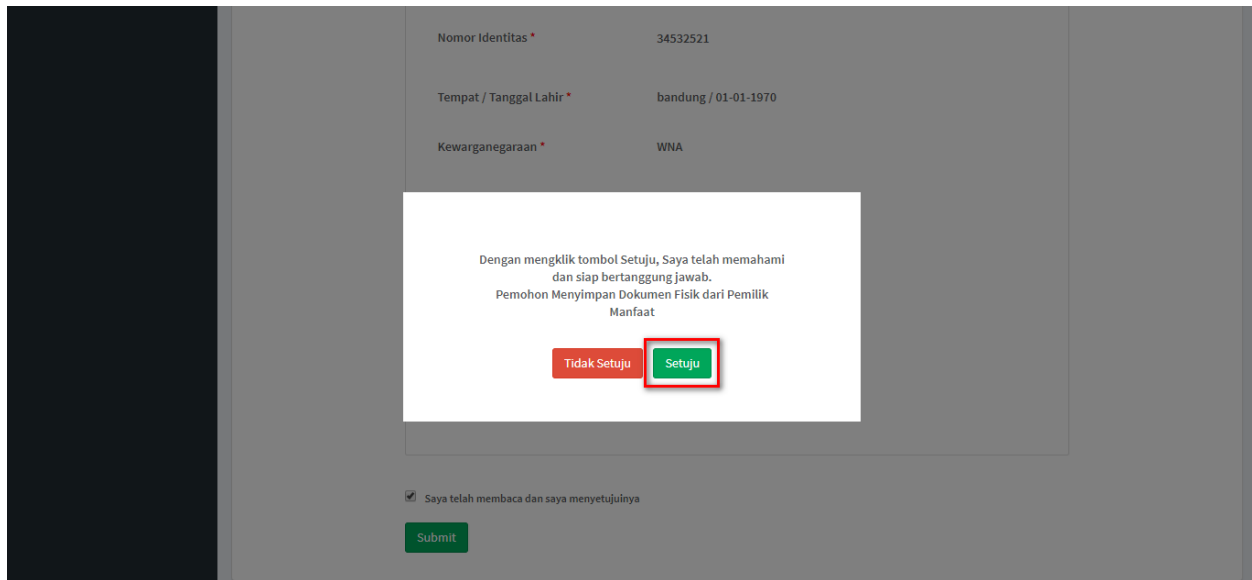 Nomor Identitas * 34532521
Tempat / Tanggal Lahir * bandung / 01-01-1970
Kewarganegaraan * WNA
Dengan mengklik tombol Setuju, Saya telah memahami
dan siap bertanggung jawab.
Pemohon Menyimpan Dokumen Fisik dari Pemilik
Manfaat
Tidak Setuju Setuju
Saya telah membaca dan saya menyetujuinya
Submit